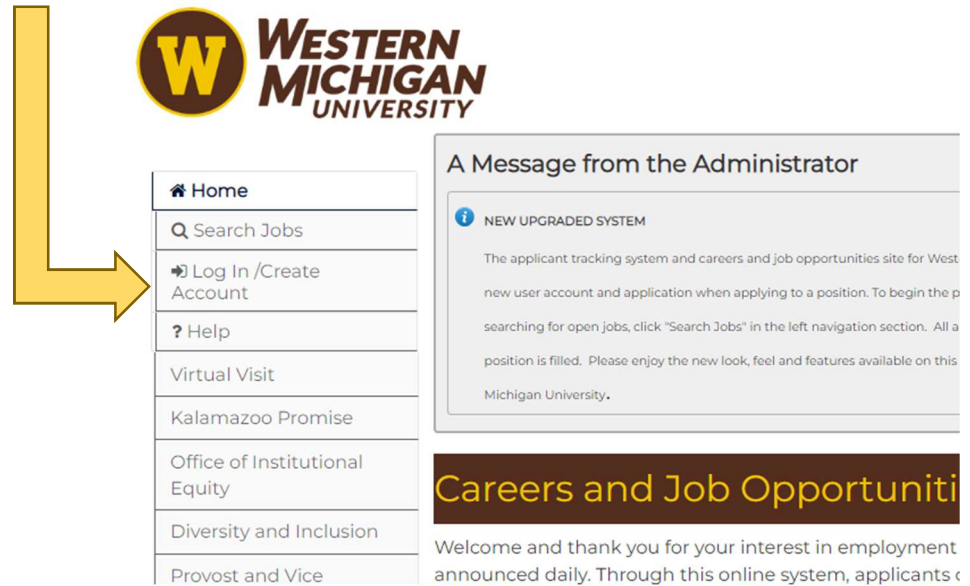 W
WESTERN
MICHIGAN
UNIVERSITY
Home
Search Jobs
Log In /Create
Account
? Help
Virtual Visit
Kalamazoo Promise
Office of Institutional
Equity
Diversity and Inclusion
Provost and Vice
A Message from the Administrator
NEW UPGRADED SYSTEM
The applicant tracking system and careers and job opportunities site for West
new user account and application when applying to a position. To begin the p
searching for open jobs, click "Search Jobs" in the left navigation section. All a
position is filled. Please enjoy the new look, feel and features available on this
Michigan University.
Careers and Job Opportuniti
Welcome and thank you for your interest in employment
announced daily. Through this online system, applicants